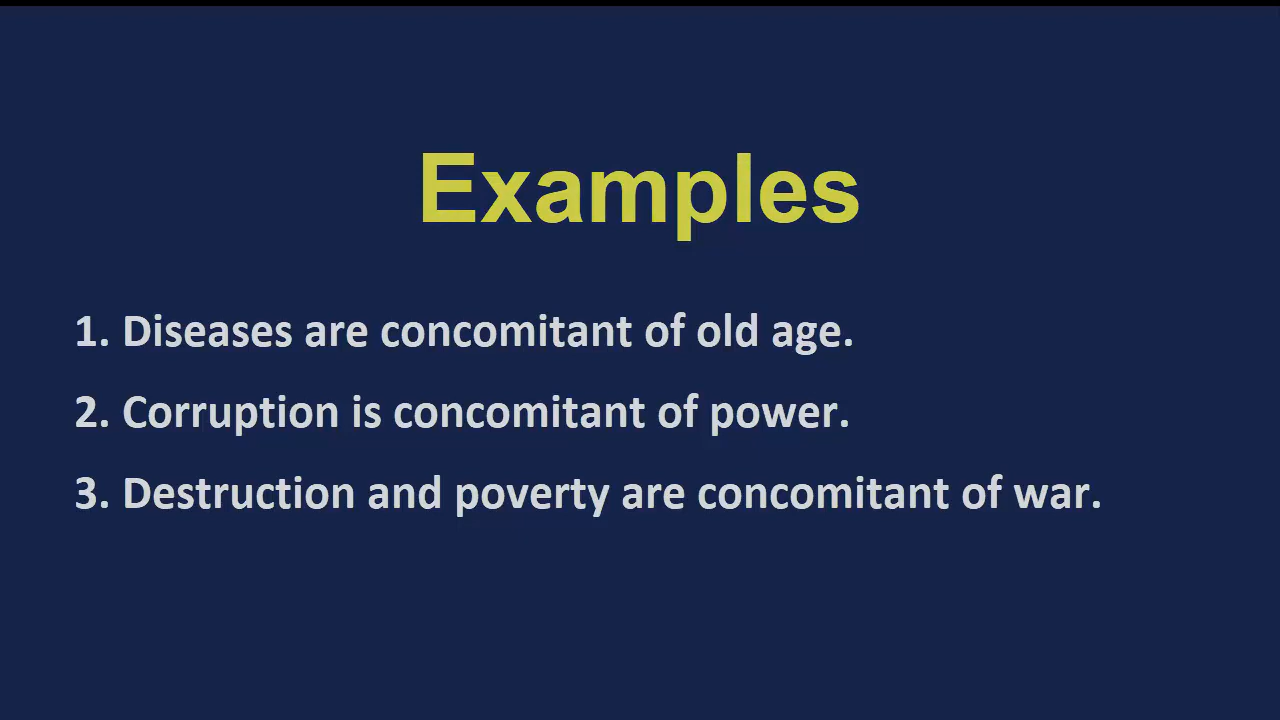 Examples
1. Diseases are concomitant of old age.
2. Corruption is concomitant of power.
3. Destruction and poverty are concomitant of war.